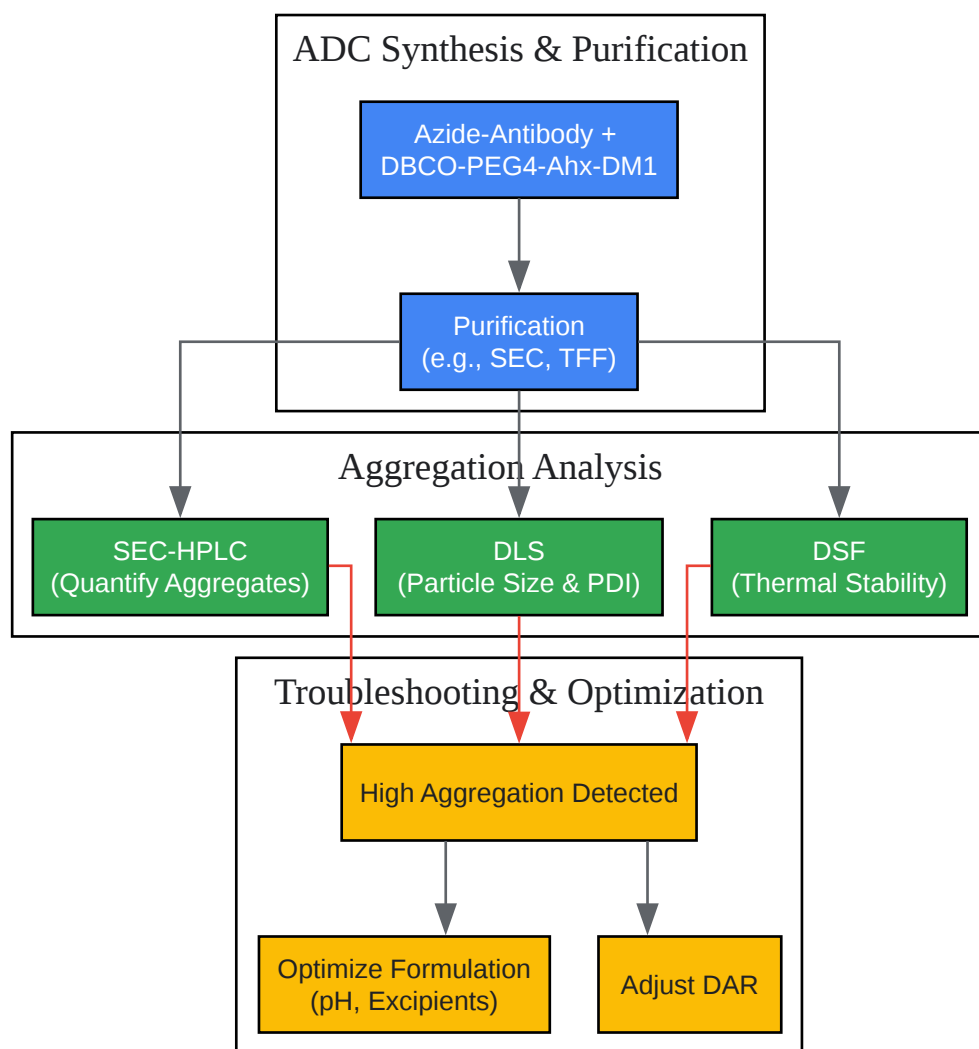 ADC Synthesis & Purification
Azide-Antibody +
DBCO-PEG4-Ahx-DM1
Purification
(e.g., SEC, TFF)
Aggregation Analysis
SEC-HPLC
(Quantify Aggregates)
DLS
(Particle Size & PDI)
DSF
(Thermal Stability)
Troubleshooting & Optimization
High Aggregation Detected
Optimize Formulation
(pH, Excipients)
Adjust DAR